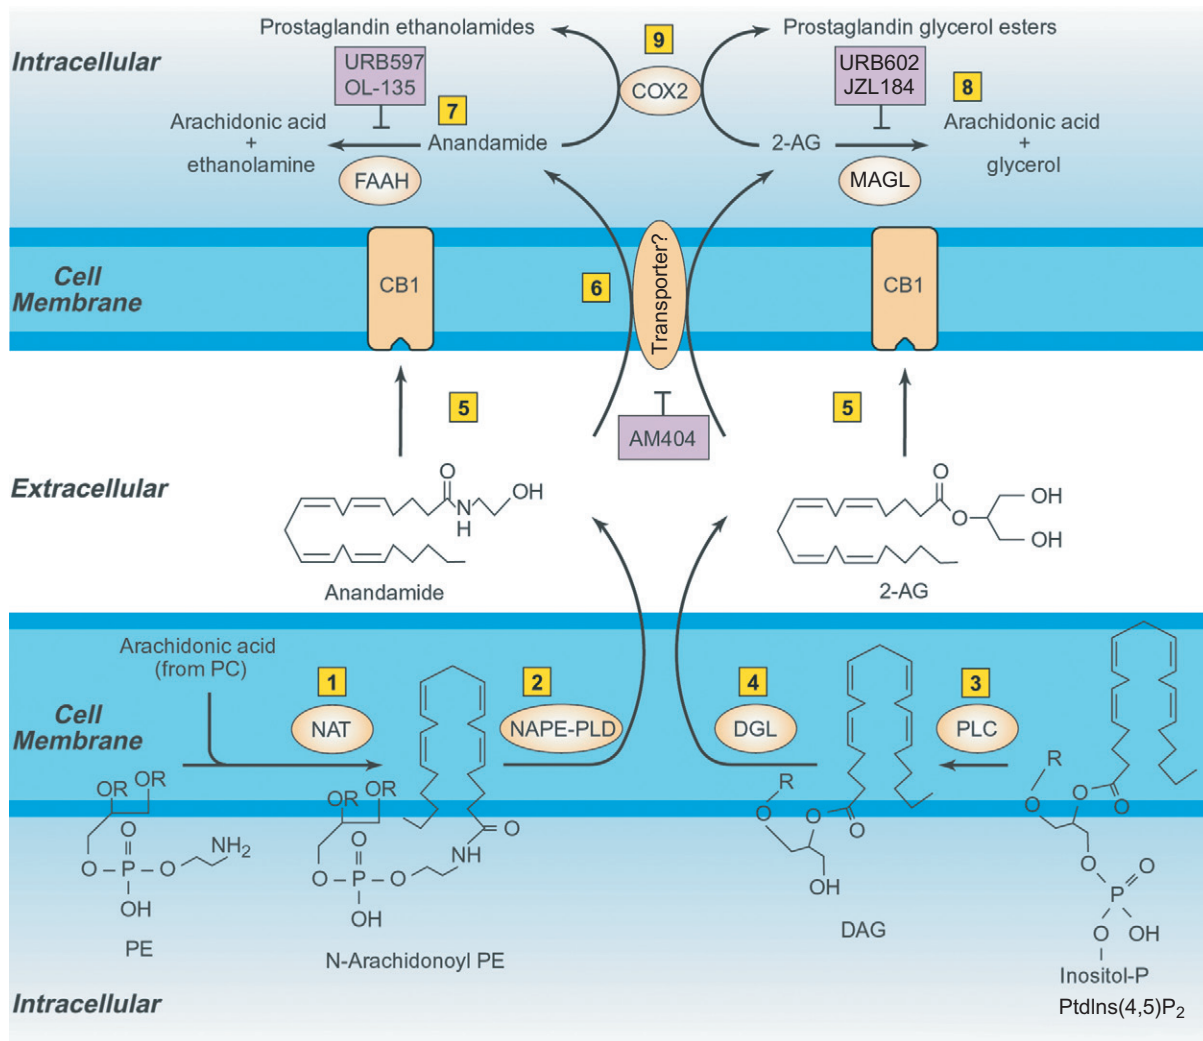 Prostaglandin ethanolamides
9
Prostaglandin glycerol esters
Intracellular
URB597
OL-135
COX2
URB602
JZL184
7
8
Arachidonic acid
+
ethanolamine
Anandamide
2-AG
Arachidonic acid
+
glycerol
FAAH
MAGL
Cell
Membrane
CB1
6
Transporter?
CB1
5
AM404
5
Extracellular
O
N
H
OH
Anandamide
O
O
OH
OH
2-AG
Arachidonic acid
(from PC)
1
2
4
3
Cell
Membrane
NAT
NAPE-PLD
DGL
PLC
OR
OR
O
O
P
O
NH2
OH
PE
OR
OR
O
O
P
O
NH
O
OH
N-Arachidonoyl PE
R
O
O
O
OH
DAG
R
O
O
O
O
P
O
O
OH
Inositol-P
PtdIns(4,5)P2
Intracellular